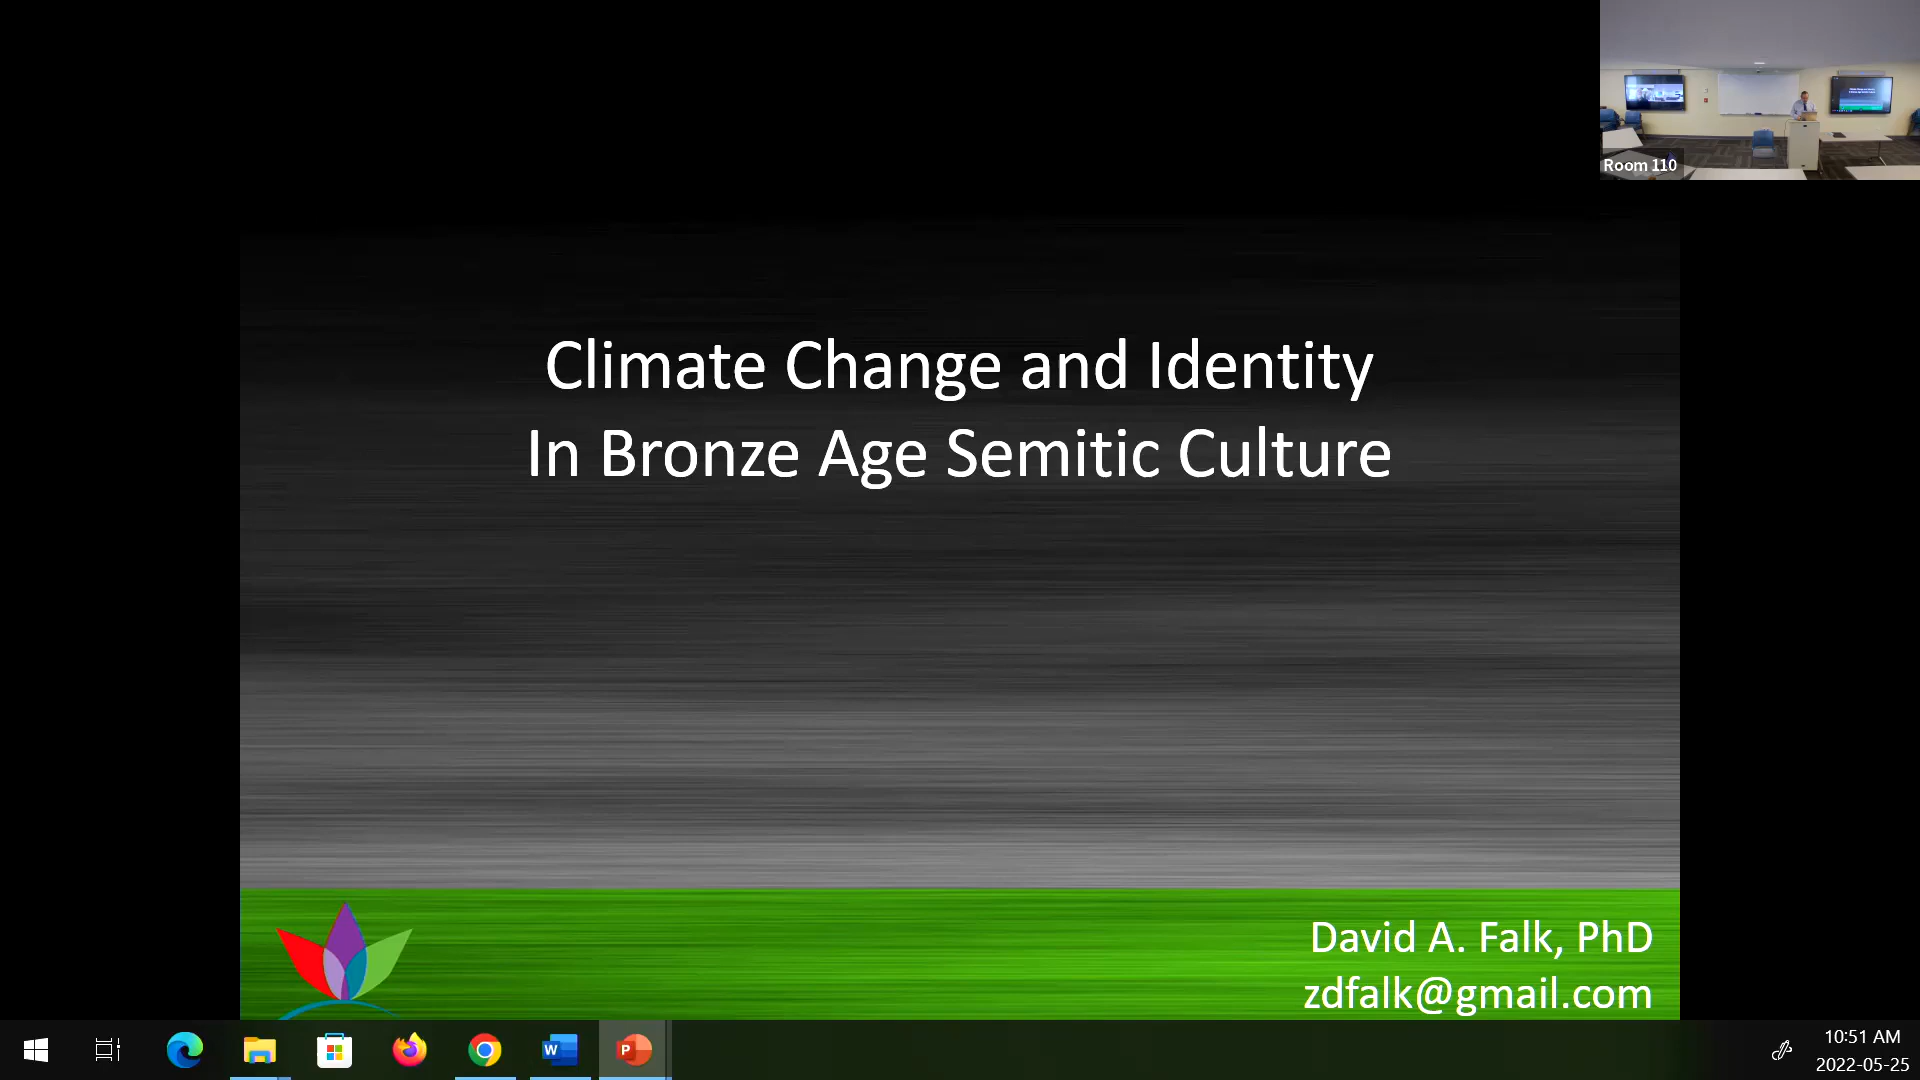 Room 110
Climate Change and Identity
In Bronze Age Semitic Culture
David A. Falk, PhD
zdfalk@gmail.com
10:51 AM
2022-05-25